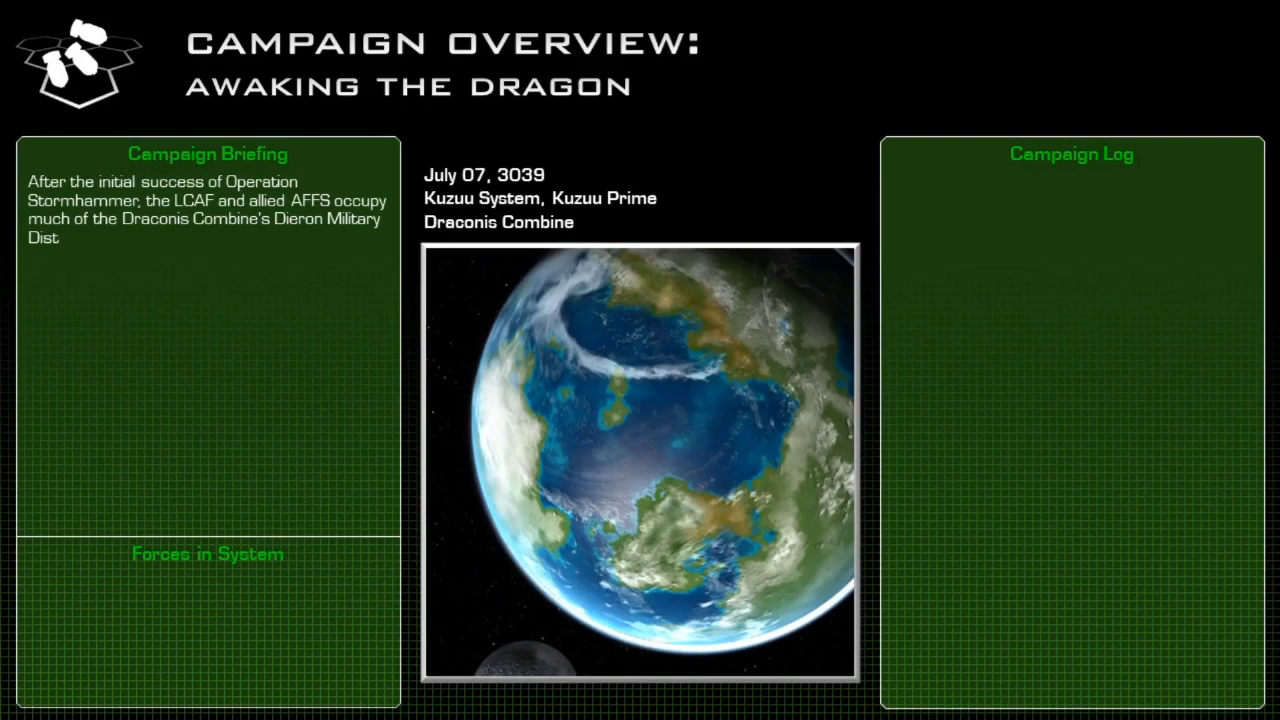 CAMPAIGN OVERVIEW:
AWAKING THE DRAGON
Campaign Briefing
After the initial success of Operation
Stormhammer, the LCAF and allied AFFS occupy
much of the Draconis Combine's Dieron Military
Dist
Forces in System
July 07, 3039
Kuzuu System, Kuzuu Prime
Draconis Combine
Campaign Log